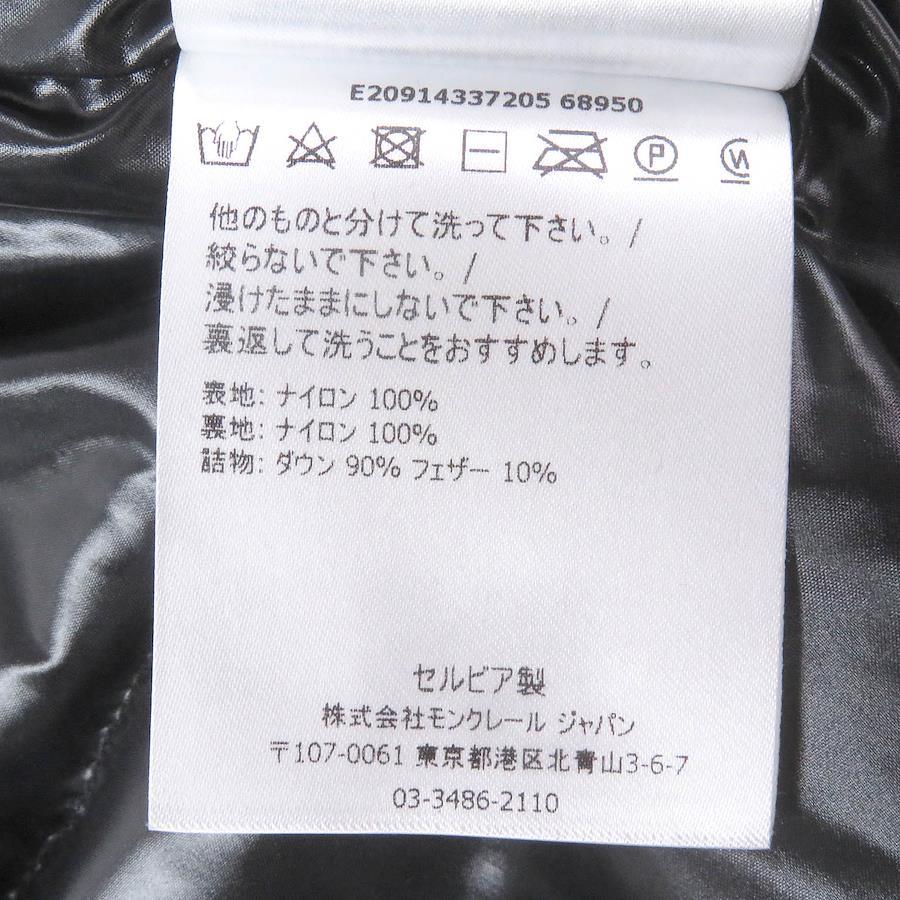 E20914337205 68950
P
W
他のものと分けて洗って下さい。/
絞らないで下さい。/
浸けたままにしないで下さい。/
裏返して洗うことをおすすめします。
表地: ナイロン 100%
裏地: ナイロン 100%
詰物: ダウン 90% フェザー 10%
セルビア製
株式会社モンクレール ジャパン
〒107-0061 東京都港区北青山3-6-7
03-3486-2110